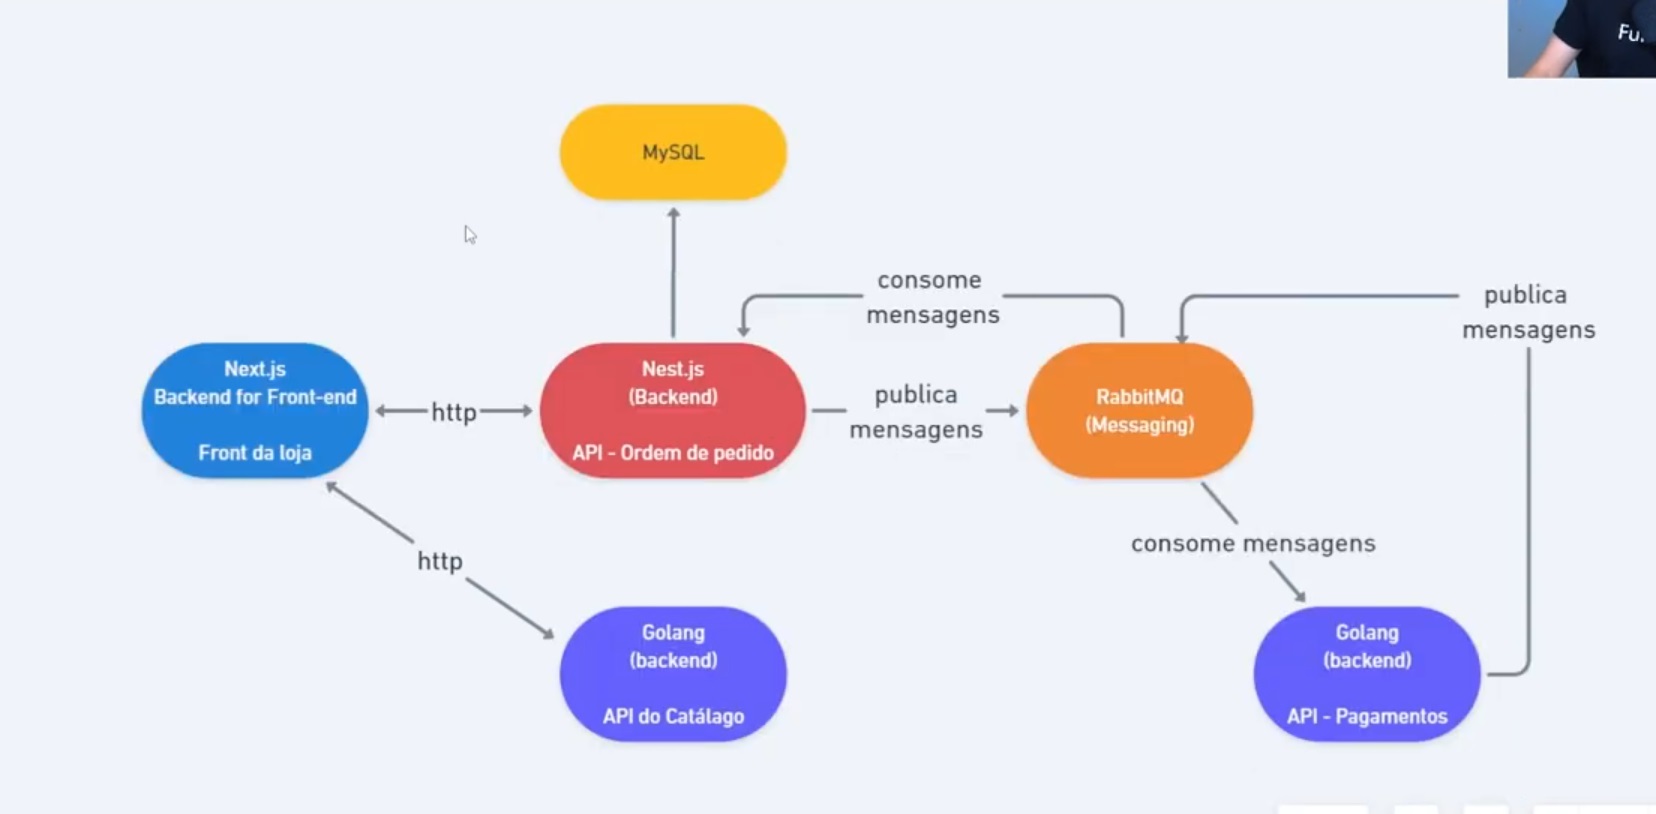 MySQL
consome
mensagens
publica
mensagens
Next.js
Backend for Front-end
Front da loja
http
Nest.js
(Backend)
API - Ordem de pedido
publica
mensagens
RabbitMQ
(Messaging)
http
consome mensagens
Golang
(backend)
API do Catálago
Golang
(backend)
API - Pagamentos